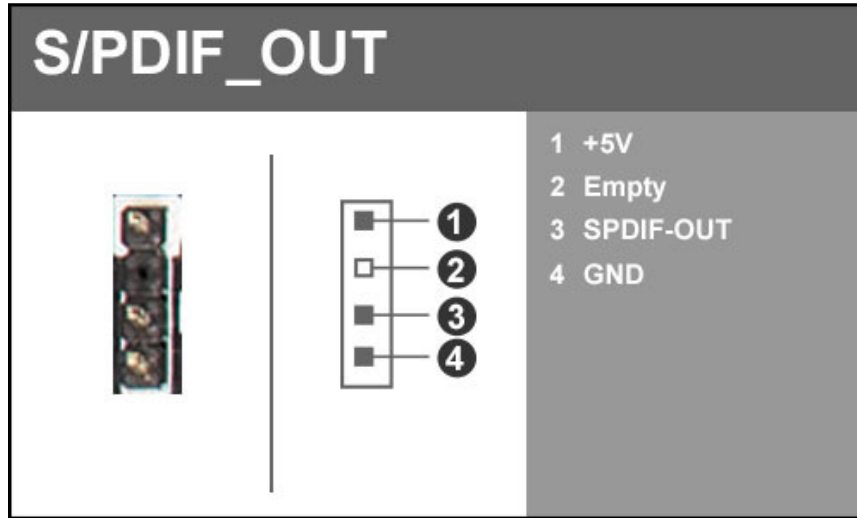 S/PDIF_OUT
1 +5V
2 Empty
3 SPDIF-OUT
4 GND
1
2
3
4